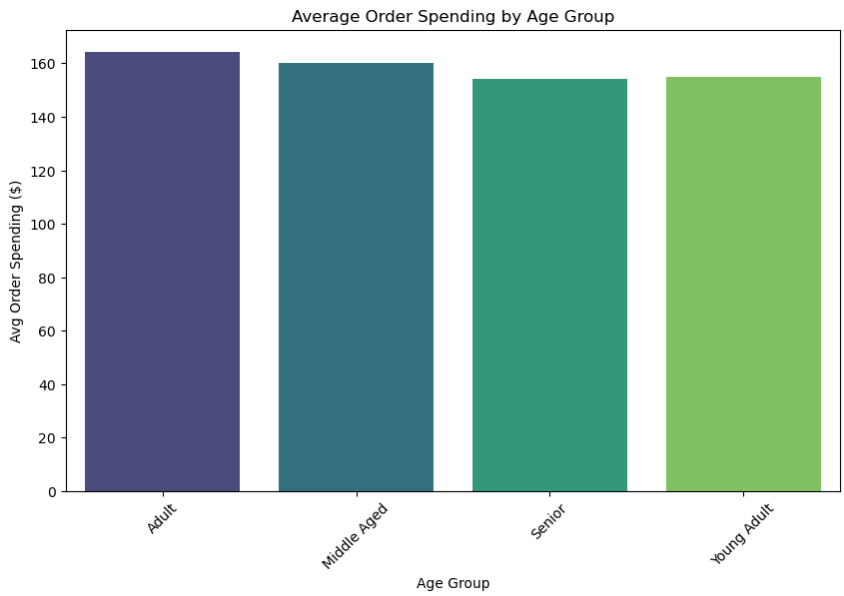 Average Order Spending by Age Group
Avg Order Spending ($)
160
140
120
100
80
60
40
20
0
Adult
Middle Aged
Senior
Young Adult
Age Group